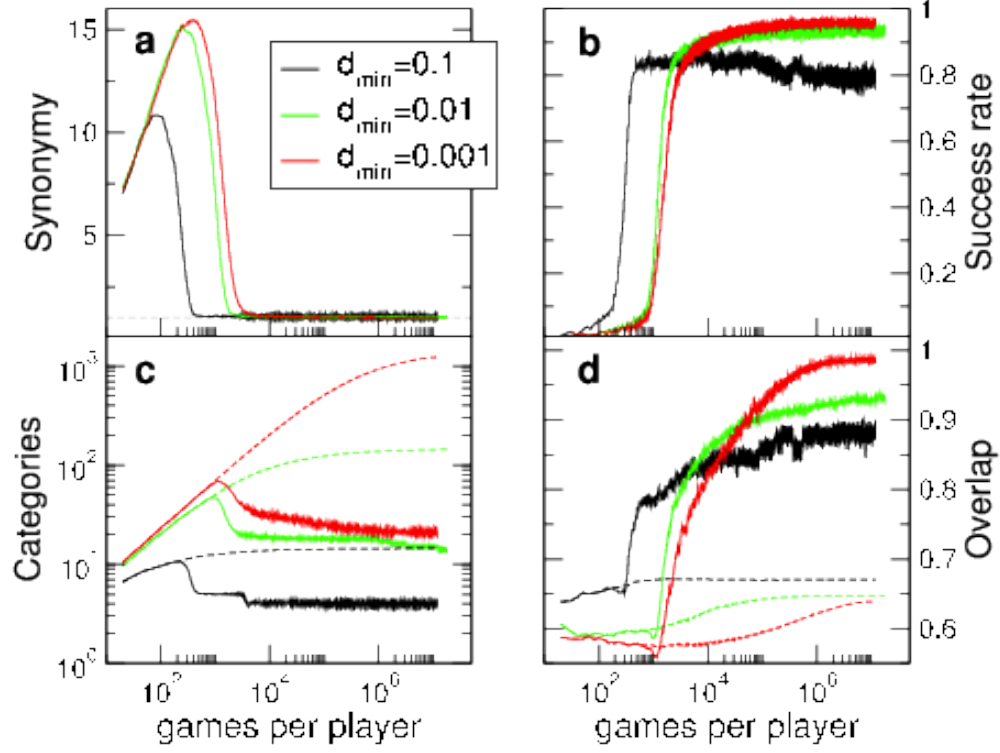 a
15
10
5
Synonymy
d_min=0.1
d_min=0.01
d_min=0.001
b
1
0.8
0.6
0.4
0.2
Success rate
c
10^3
10^2
10^1
10^0
Categories
10^2 10^4 10^6
games per player
d
1
0.9
0.8
0.7
0.6
Overlap
10^2 10^4 10^6
games per player